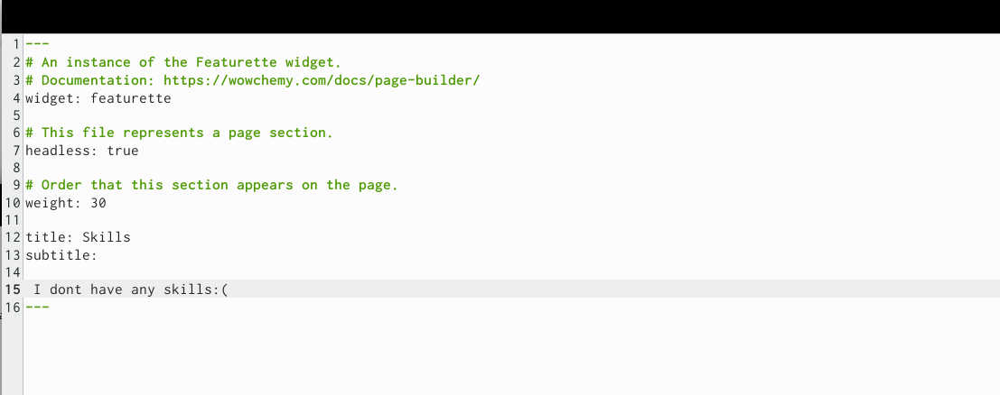 1 ---
2 # An instance of the Featurette widget.
3 # Documentation: https://wowchemy.com/docs/page-builder/
4 widget: featurette
5
6 # This file represents a page section.
7 headless: true
8
9 # Order that this section appears on the page.
10 weight: 30
11
12 title: Skills
13 subtitle:
14
15 I dont have any skills:(
16 ---